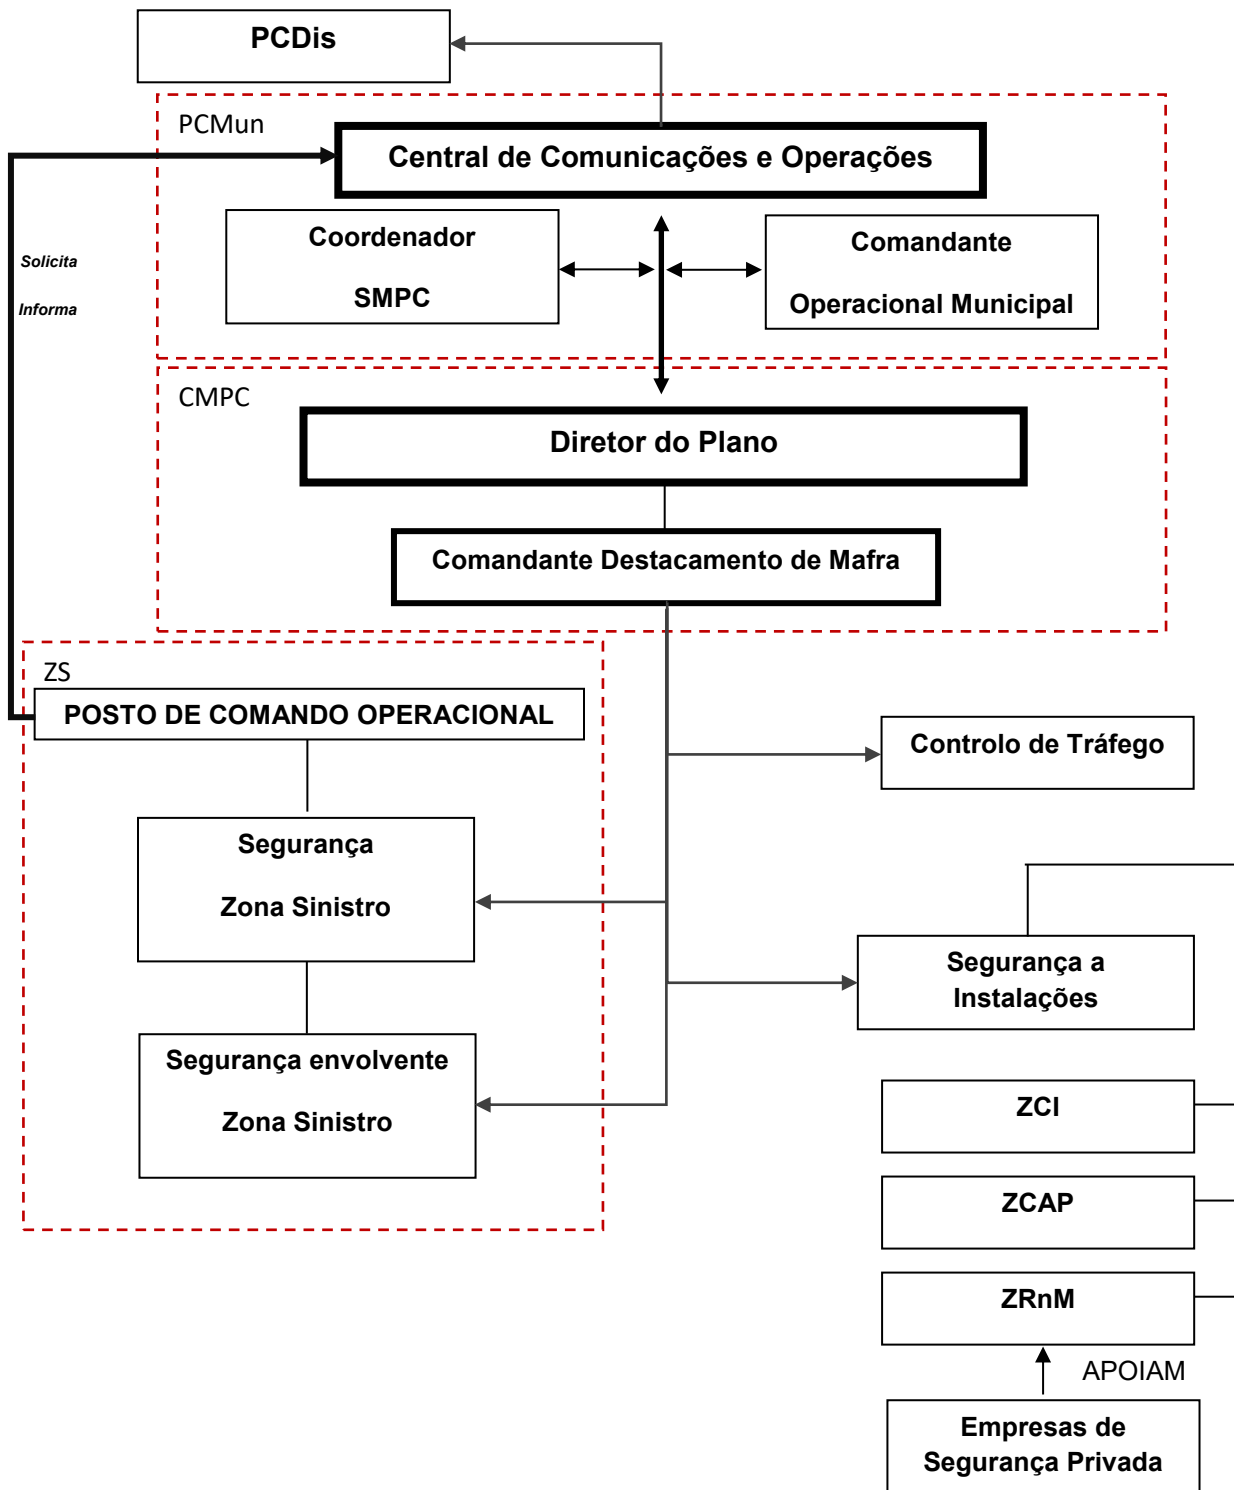 PCDis
PCMun
Central de Comunicações e Operações
Coordenador
SMPC
Comandante
Operacional Municipal
Solicita
Informa
CMPC
Diretor do Plano
Comandante Destacamento de Mafra
ZS
POSTO DE COMANDO OPERACIONAL
Controlo de Tráfego
Segurança
Zona Sinistro
Segurança a
Instalações
Segurança envolvente
Zona Sinistro
ZCI
ZCAP
ZRnM
APOIAM
Empresas de
Segurança Privada